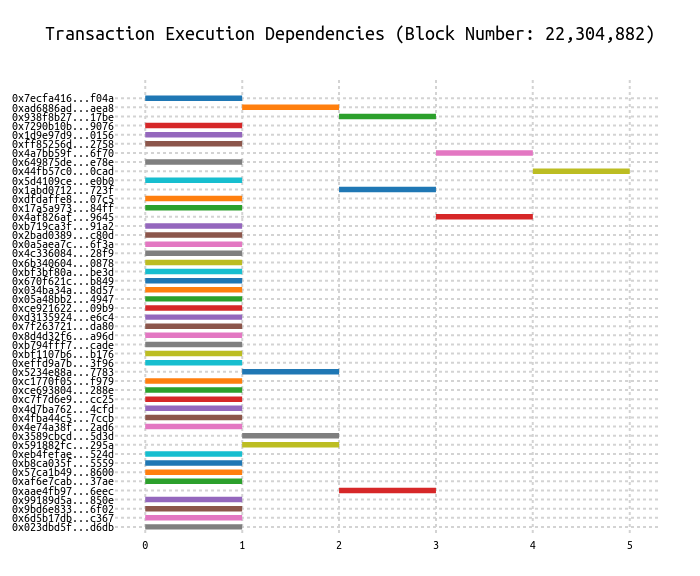 Transaction Execution Dependencies (Block Number: 22,304,882)
0x7ecfa416...f04a
0xad6886ad...aea8
0x938f8b27...17be
0x7290b10b...9076
0x1d9e97d9...0156
0xff85256d...2758
0x4a7bb59f...6f70
0x649875de...e78e
0x44fb57c0...0cad
0x5d4109ce...e0b0
0x1abd0712...723f
0xdfdaffe8...07c5
0x17a5a973...84ff
0x4af826af...9645
0xb719ca3f...91a2
0x2bad0389...c80d
0x0a5aea7c...6f3a
0x4c336084...28f9
0x6b340604...0878
0xbf3bf80a...be3d
0x670f621c...b849
0x034ba34a...8d57
0x05a48bb2...4947
0xce921622...09b9
0xd3135924...e6c4
0x7f263721...da80
0x8d4d32f6...a96d
0xb794fff7...cade
0xbf1107b6...b176
0xeffd9a7b...3f96
0x5234e88a...7783
0xc1770f05...f979
0xce693804...288e
0xc7f7d6e9...cc25
0x4d7ba762...4cfd
0x4fba44c5...7ccb
0x4e74a38f...2ad6
0x3589cbcd...5d3d
0x591882fc...295a
0xeb4fefae...524d
0xb8ca035f...5559
0x57ca1b49...8600
0xaf6e7cab...37ae
0xaae4fb97...6eec
0x99189d5a...850e
0x9bd6e833...6f02
0x6d5b17db...c367
0x023dbd5f...d6db
0 1 2 3 4 5